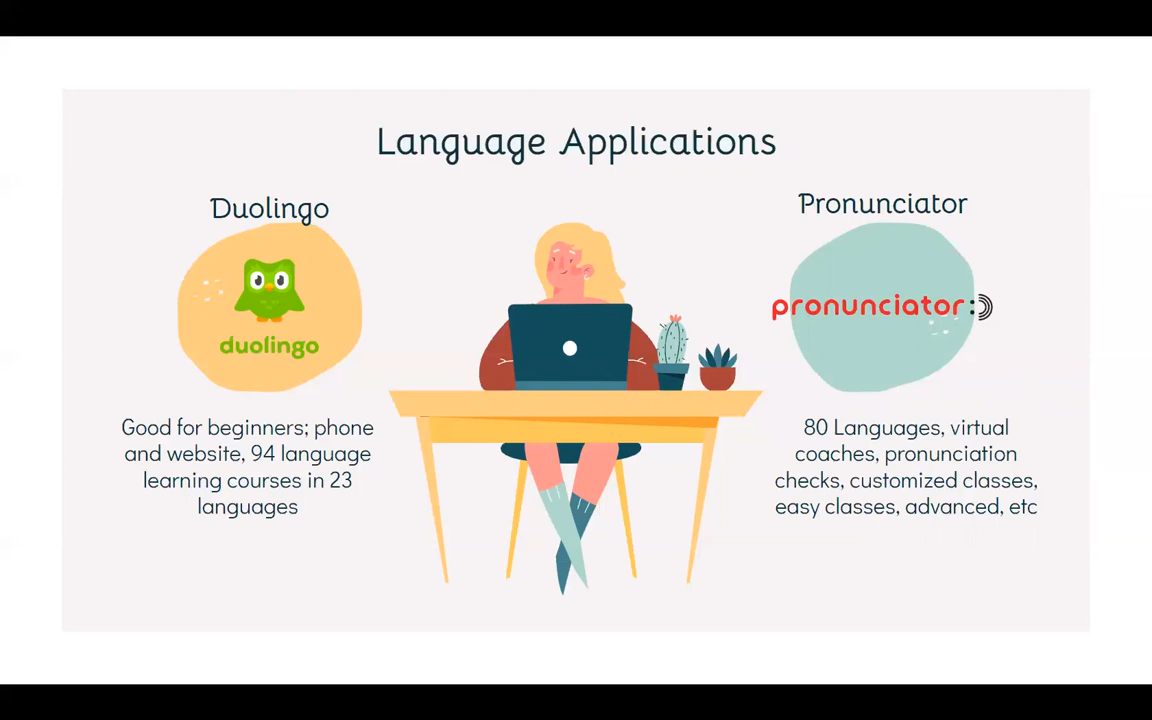 Language Applications
Duolingo
duolingo
Good for beginners; phone
and website, 94 language
learning courses in 23
languages
Pronunciator
pronunciator
80 Languages, virtual
coaches, pronunciation
checks, customized classes,
easy classes, advanced, etc